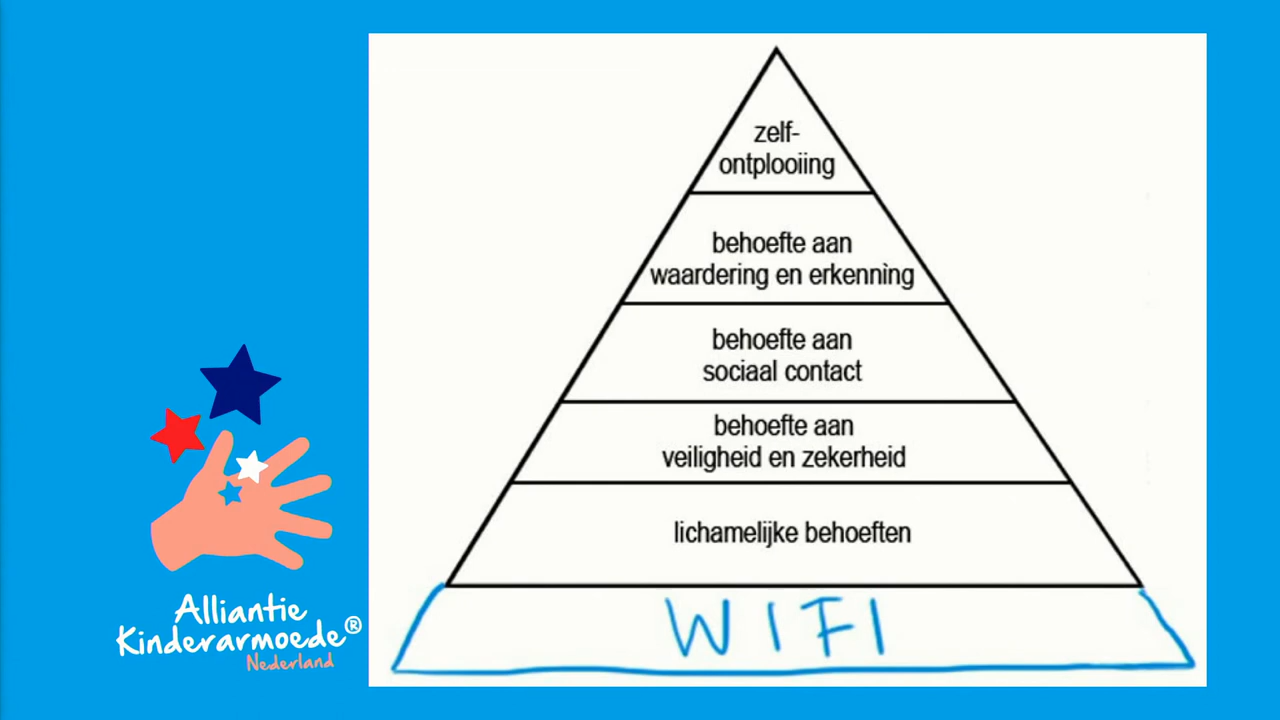 zelf-
ontplooiing
behoefte aan
waardering en erkenning
behoefte aan
sociaal contact
behoefte aan
veiligheid en zekerheid
lichamelijke behoeften
WIFI
Alliantie
Kinderarmoede®
Nederland